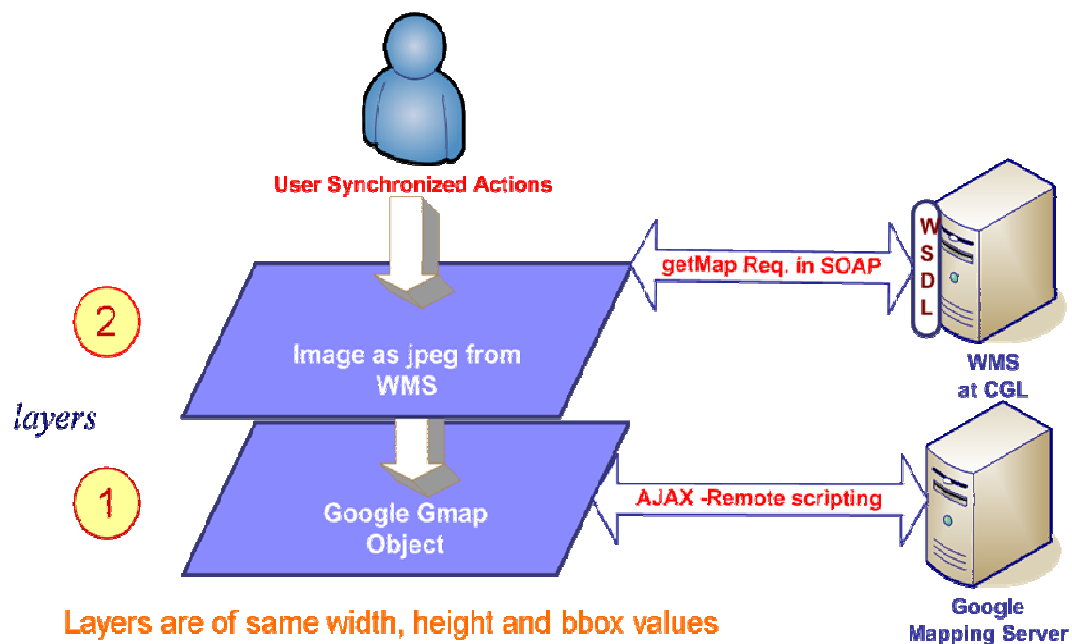 User Synchronized Actions
getMap Req. in SOAP
WSDL
2
Image as jpeg from
WMS
WMS
at CGL
layers
1
Google Gmap
Object
AJAX -Remote scripting
Google
Mapping Server
Layers are of same width, height and bbox values